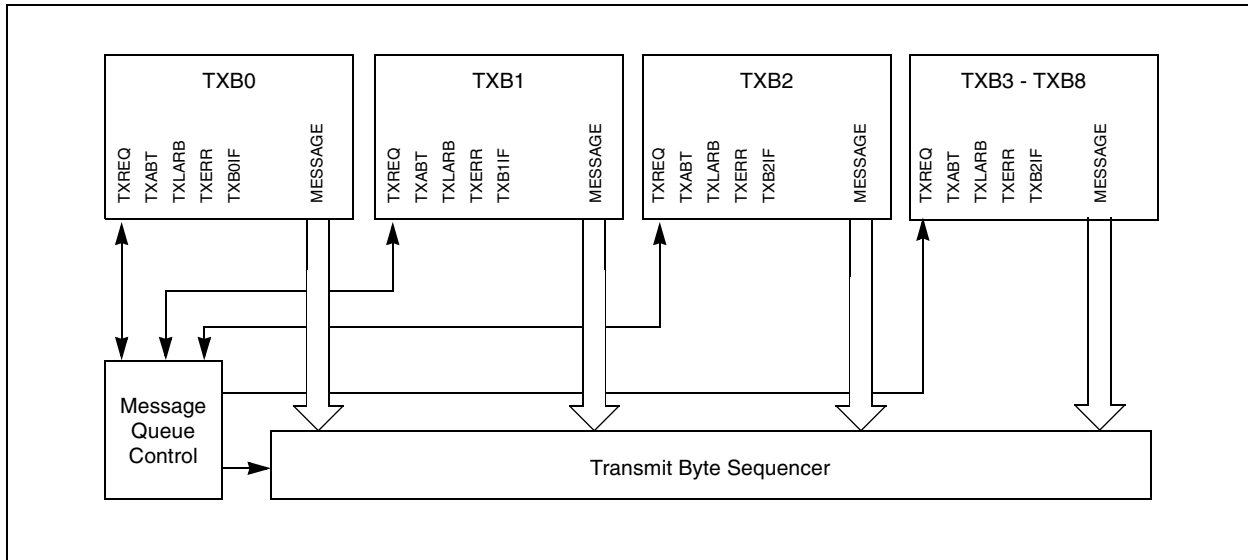 TXB0
TXREQ
TXABT
TXLARB
TXERR
TXB0IF
MESSAGE
TXB1
TXREQ
TXABT
TXLARB
TXERR
TXB1IF
MESSAGE
TXB2
TXREQ
TXABT
TXLARB
TXERR
TXB2IF
MESSAGE
TXB3 - TXB8
TXREQ
TXABT
TXLARB
TXERR
TXB2IF
MESSAGE
Message
Queue
Control
Transmit Byte Sequencer